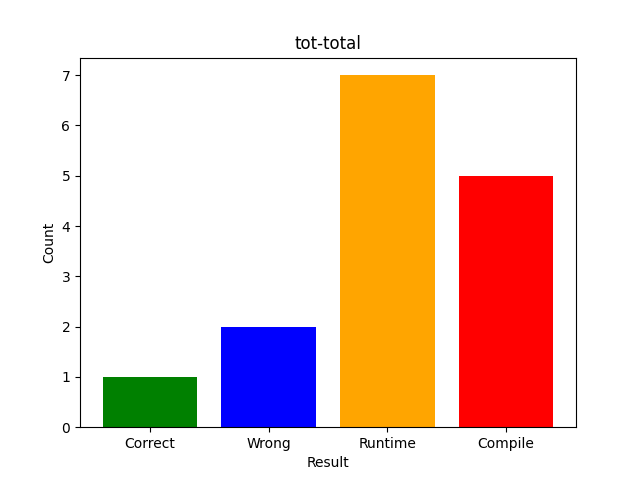 tot-total
7
6
5
4
3
2
1
0
Count
Correct
Wrong
Runtime
Compile
Result